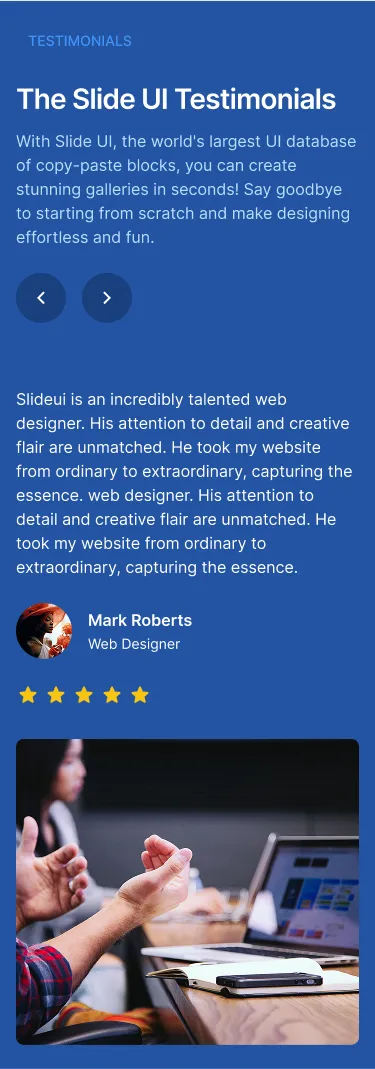 TESTIMONIALS
The Slide UI Testimonials
With Slide UI, the world's largest UI database
of copy-paste blocks, you can create
stunning galleries in seconds! Say goodbye
to starting from scratch and make designing
effortless and fun.
Slideui is an incredibly talented web
designer. His attention to detail and creative
flair are unmatched. He took my website
from ordinary to extraordinary, capturing the
essence. web designer. His attention to
detail and creative flair are unmatched. He
took my website from ordinary to
extraordinary, capturing the essence.
Mark Roberts
Web Designer